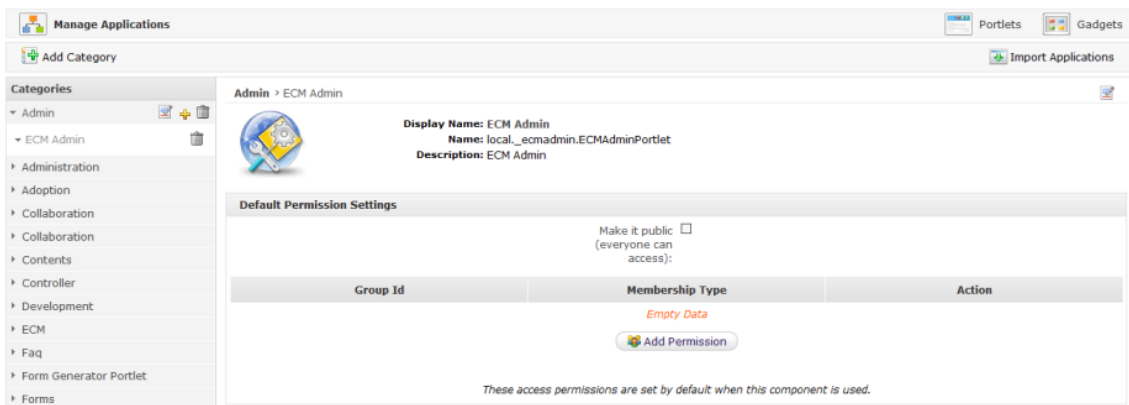 Manage Applications
Portlets
Gadgets
Add Category
Import Applications
Categories
Admin
ECM Admin
Administration
Adoption
Collaboration
Collaboration
Contents
Controller
Development
ECM
Faq
Form Generator Portlet
Forms
Admin > ECM Admin
Display Name: ECM Admin
Name: local._ecmadmin.ECMAdminPortlet
Description: ECM Admin
Default Permission Settings
Make it public
(everyone can
access):
Group Id Membership Type Action
Empty Data
Add Permission
These access permissions are set by default when this component is used.